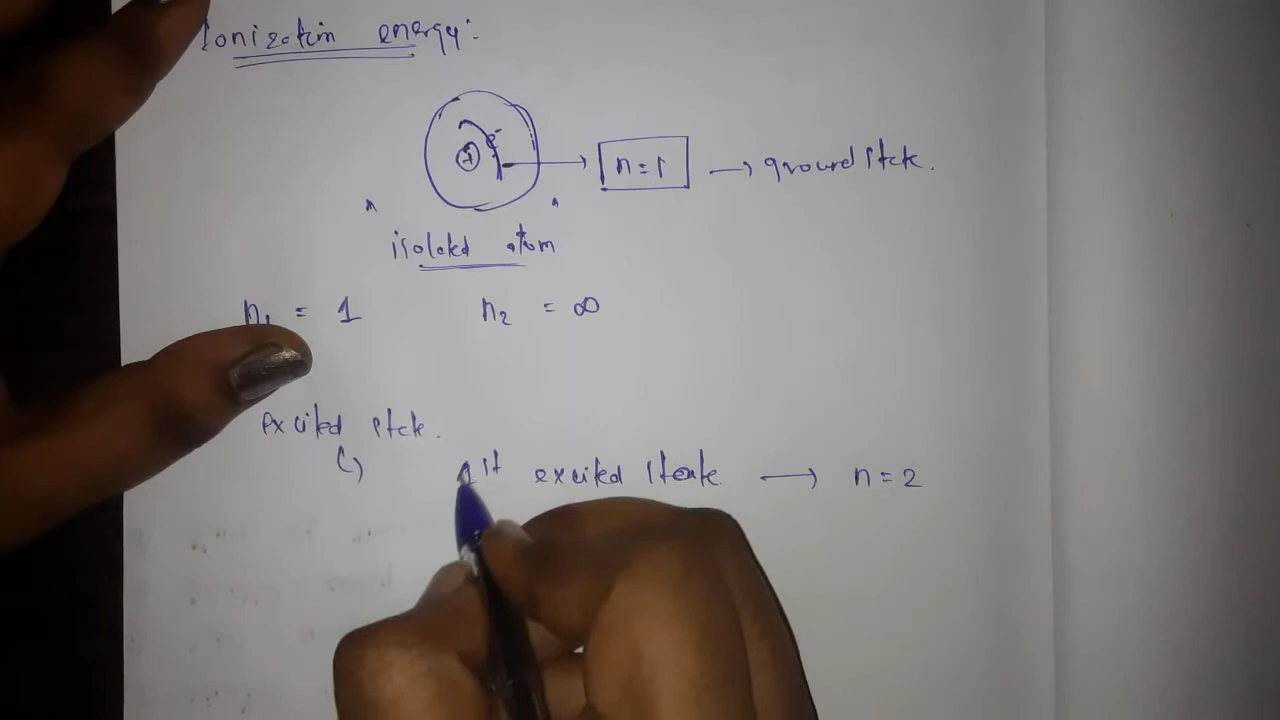 Ionization energy:
e⁻
+
n = 1 → ground state.
isolated atom
n₁ = 1 n₂ = ∞
excited state.
1st excited state → n = 2